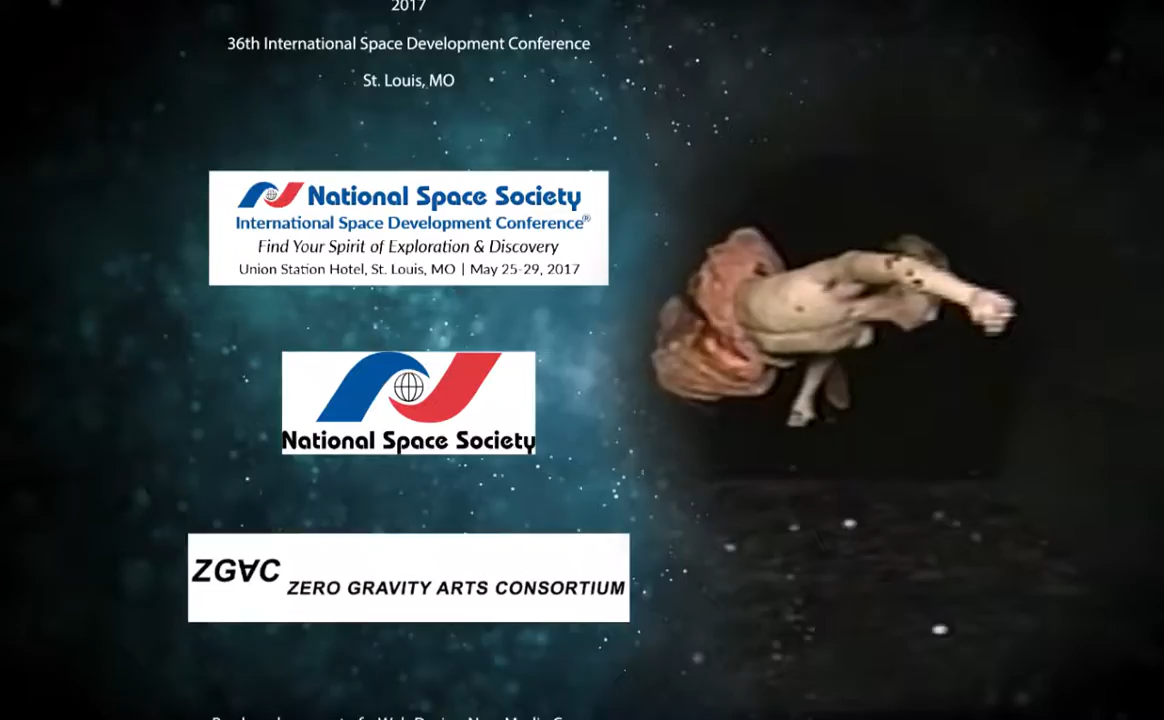 2017
36th International Space Development Conference
St. Louis, MO
National Space Society
International Space Development Conference®
Find Your Spirit of Exploration & Discovery
Union Station Hotel, St. Louis, MO | May 25-29, 2017
National Space Society
ZG∀C ZERO GRAVITY ARTS CONSORTIUM